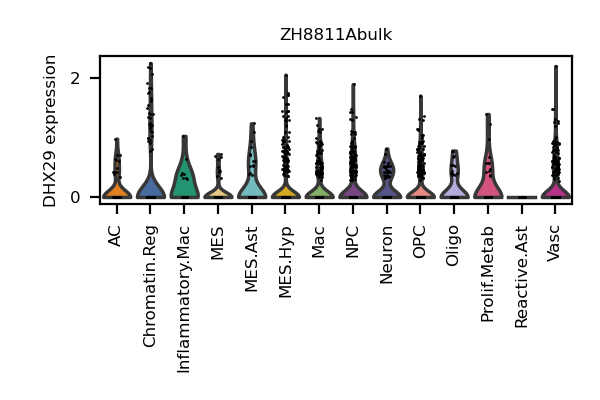 ZH8811Abulk
DHX29 expression
2
0
AC
Chromatin.Reg
Inflammatory.Mac
MES
MES.Ast
MES.Hyp
Mac
NPC
Neuron
OPC
Oligo
Prolif.Metab
Reactive.Ast
Vasc